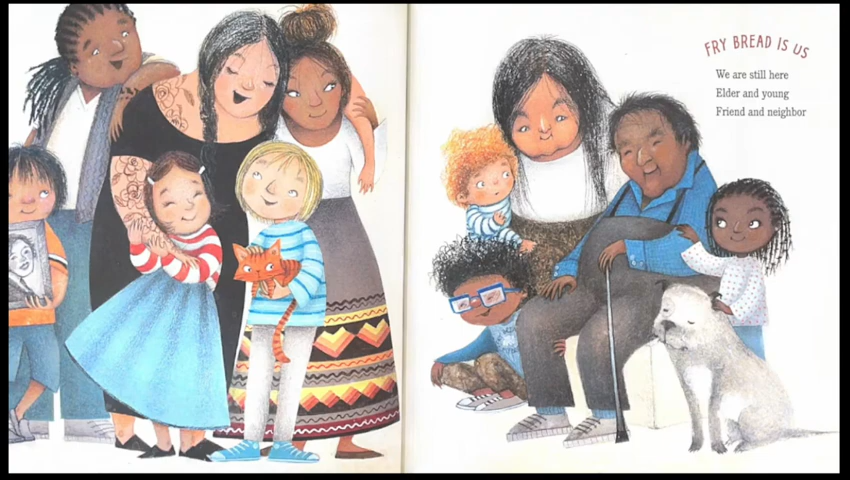 FRY BREAD IS US
We are still here
Elder and young
Friend and neighbor